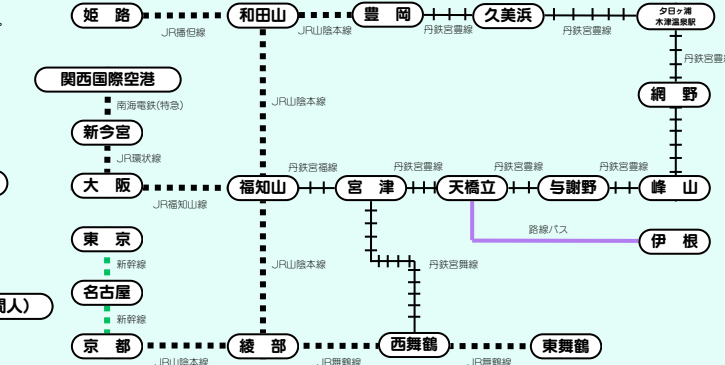 姫　路
和田山
豊　岡
久美浜
夕日ヶ浦
木津温泉駅
JR播但線
JR山陰本線
丹鉄宮豊線
丹鉄宮豊線
丹鉄宮豊
関西国際空港
網　野
南海電鉄(特急)
JR山陰本線
新今宮
JR環状線
丹鉄宮福線
丹鉄宮豊線
丹鉄宮豊線
丹鉄宮豊線
大　阪
福知山
宮　津
天橋立
与謝野
峰　山
JR福知山線
路線バス
東　京
伊　根
新幹線
JR山陰本線
丹鉄宮舞線
名古屋
間人）
新幹線
京　都
綾　部
西舞鶴
東舞鶴
JR山陰本線
JR舞鶴線
JR舞鶴線